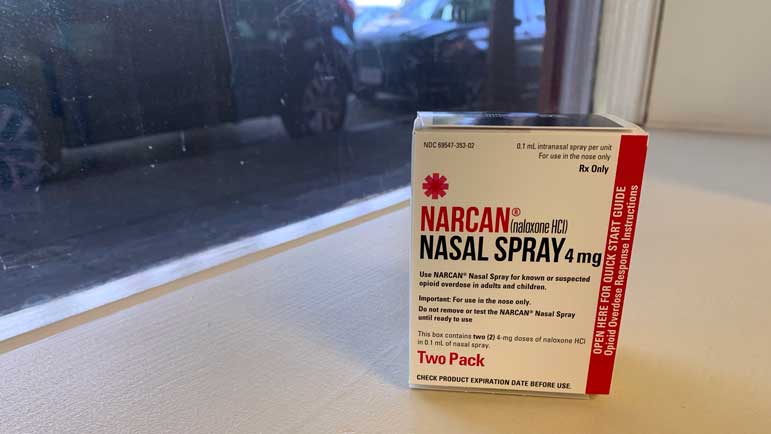 NDC 69547-353-02
0.1 mL intranasal spray per unit
For use in the nose only
Rx Only
NARCAN® (naloxone HCl)
NASAL SPRAY 4 mg
Use NARCAN® Nasal Spray for known or suspected
opioid overdose in adults and children.
Important: For use in the nose only.
Do not remove or test the NARCAN® Nasal Spray
until ready to use
This box contains two (2) 4-mg doses of naloxone HCl
in 0.1 mL of nasal spray.
Two Pack
CHECK PRODUCT EXPIRATION DATE BEFORE USE.
OPEN HERE FOR QUICK START GUIDE
Opioid Overdose Response Instructions